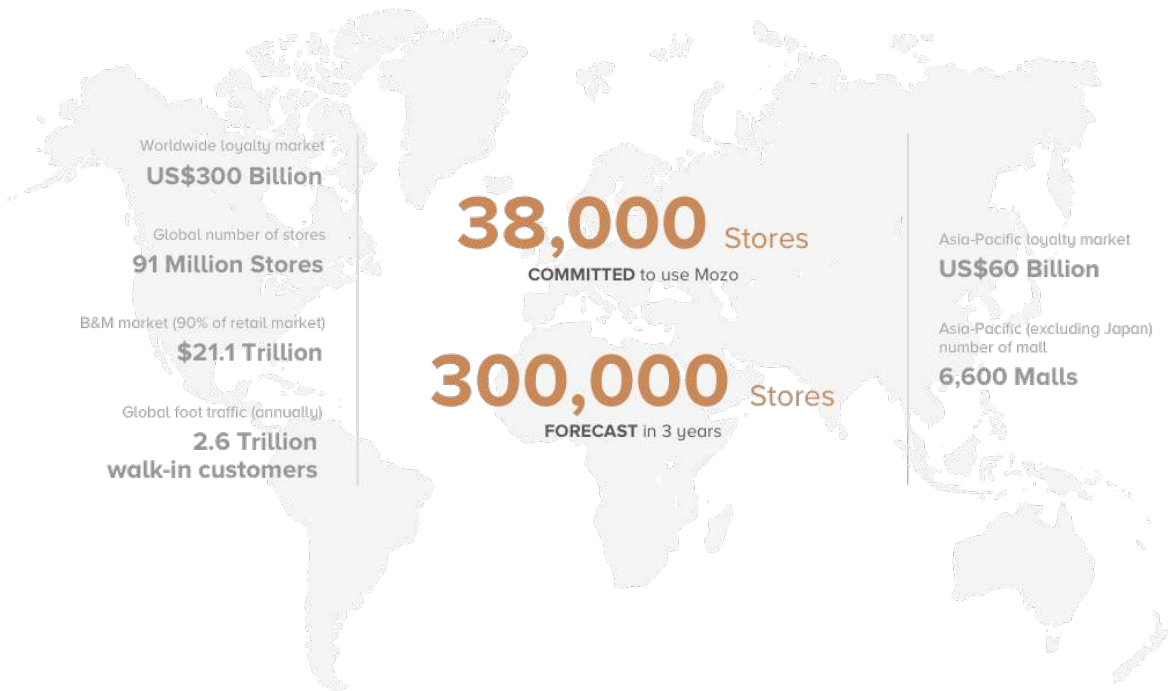 Worldwide loyalty market
US$300 Billion
Global number of stores
91 Million Stores
B&M market (90% of retail market)
$21.1 Trillion
Global foot traffic (annually)
2.6 Trillion
walk-in customers
38,000 Stores
COMMITTED to use Mozo
300,000 Stores
FORECAST in 3 years
Asia-Pacific loyalty market
US$60 Billion
Asia-Pacific (excluding Japan)
number of mall
6,600 Malls